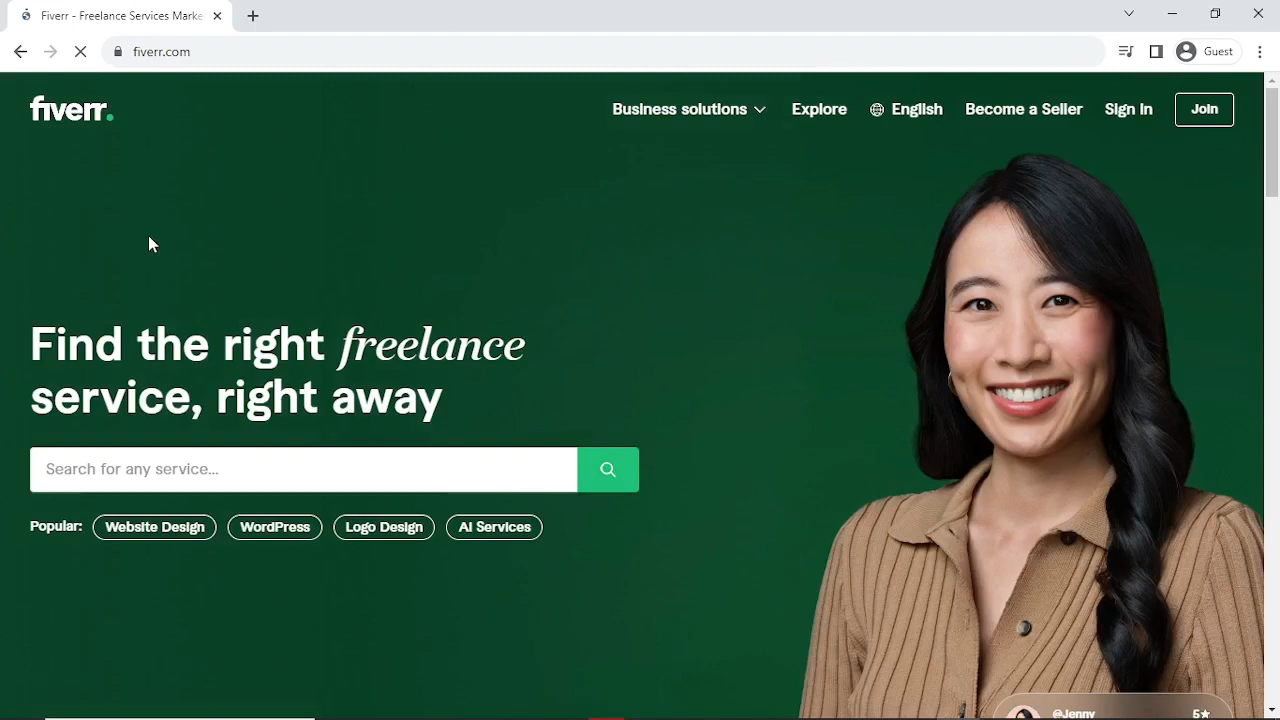 Fiverr - Freelance Services Marke
fiverr.com
Guest
fiverr.
Business solutions
Explore
English
Become a Seller
Sign In
Join
Find the right freelance
service, right away
Search for any service...
Popular:
Website Design
WordPress
Logo Design
AI Services
@Jenny
5★